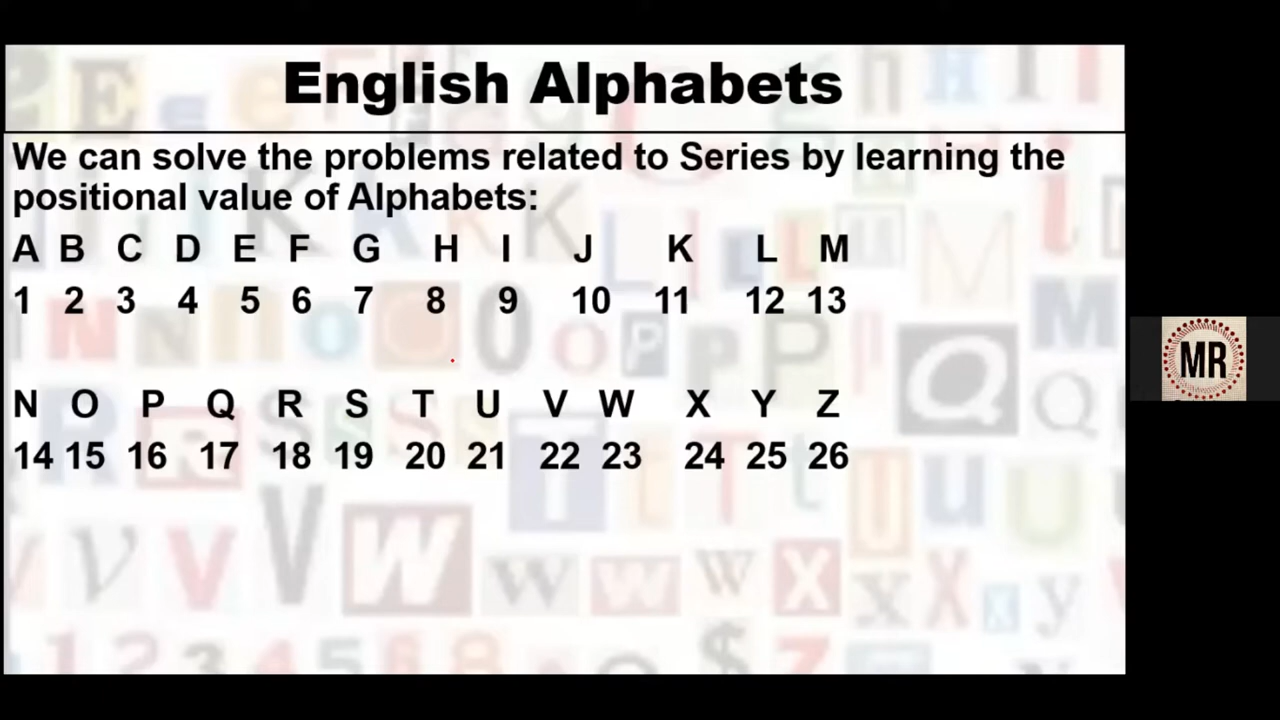 English Alphabets
We can solve the problems related to Series by learning the
positional value of Alphabets:
A B C D E F G H I J K L M
1 2 3 4 5 6 7 8 9 10 11 12 13
N O P Q R S T U V W X Y Z
14 15 16 17 18 19 20 21 22 23 24 25 26
MR